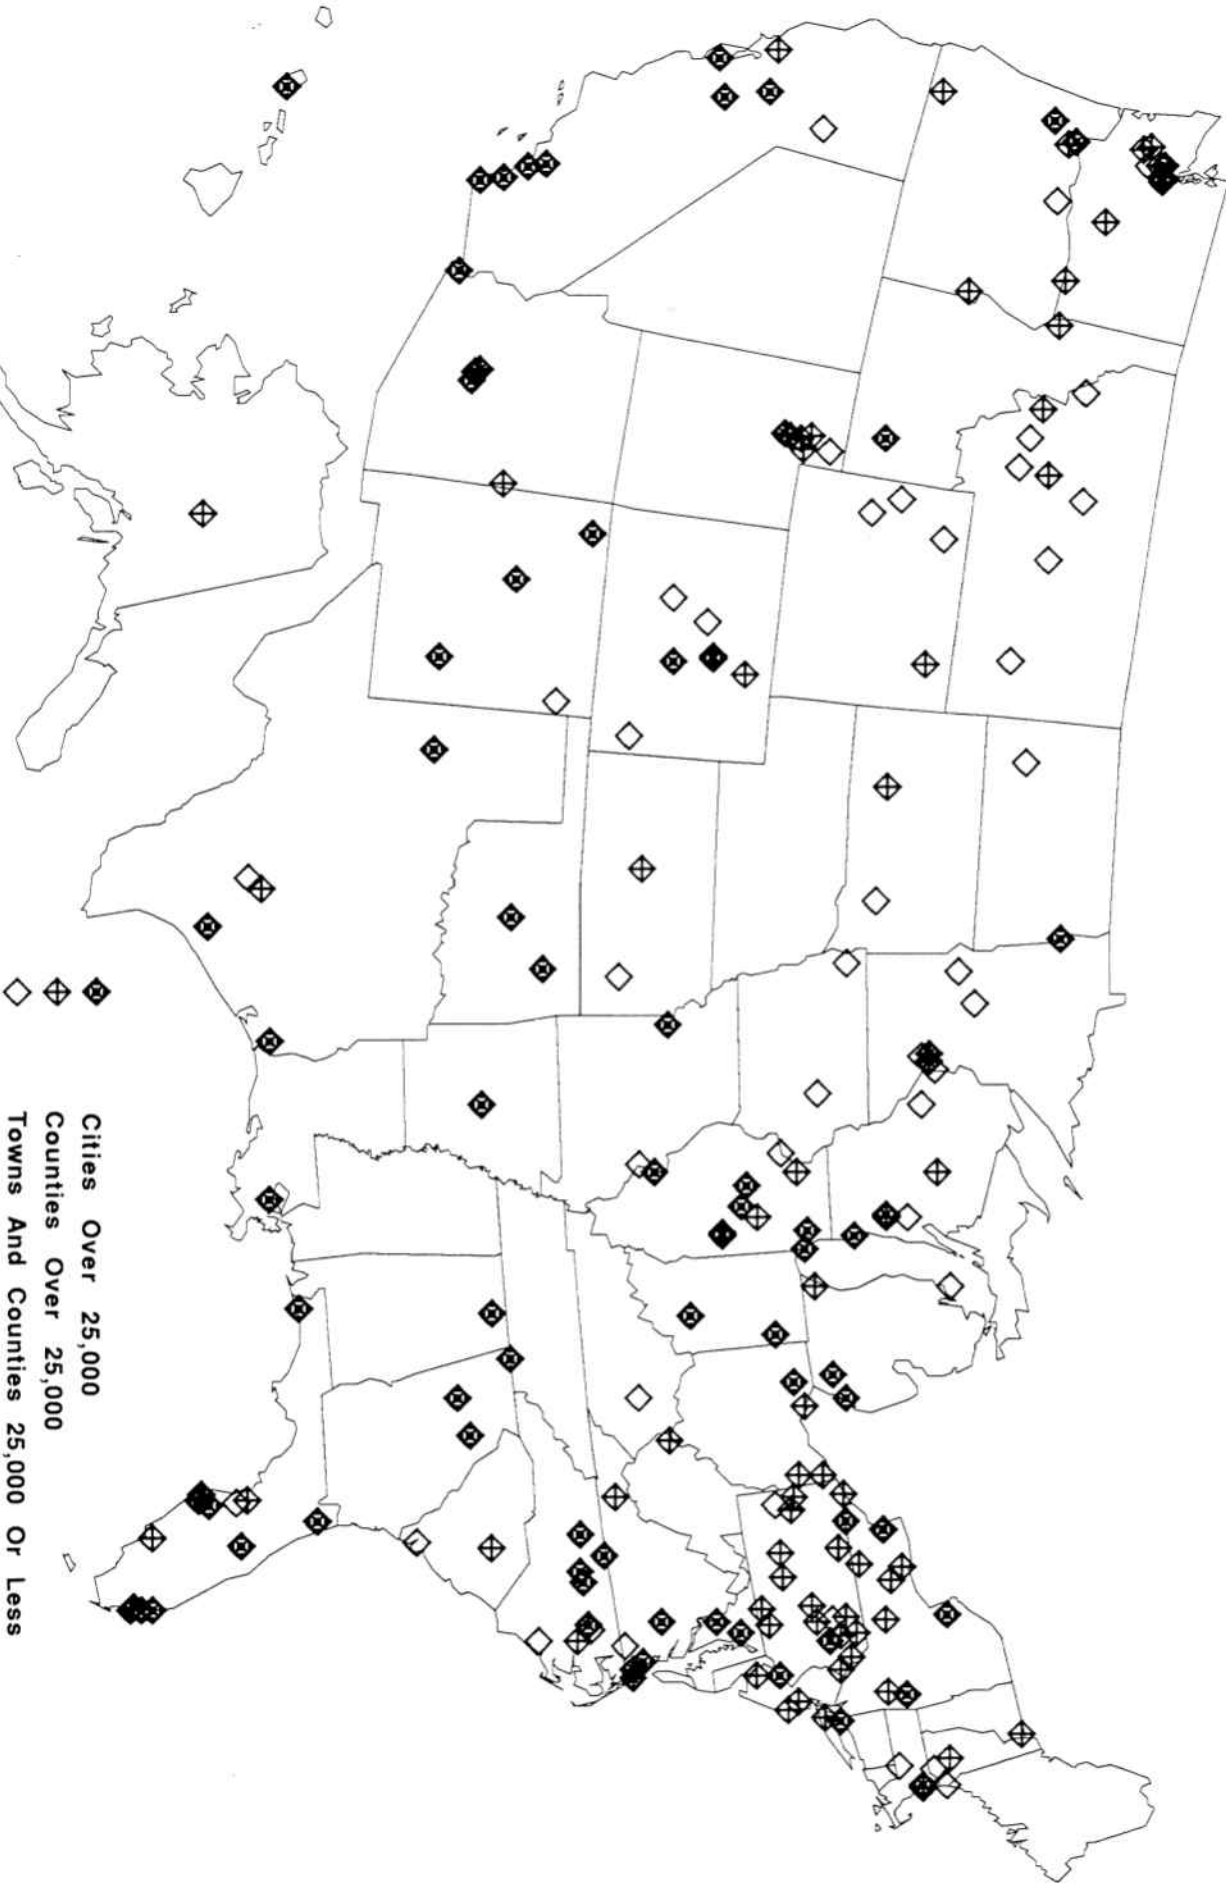 Cities Over 25,000
Counties Over 25,000
Towns And Counties 25,000 Or Less